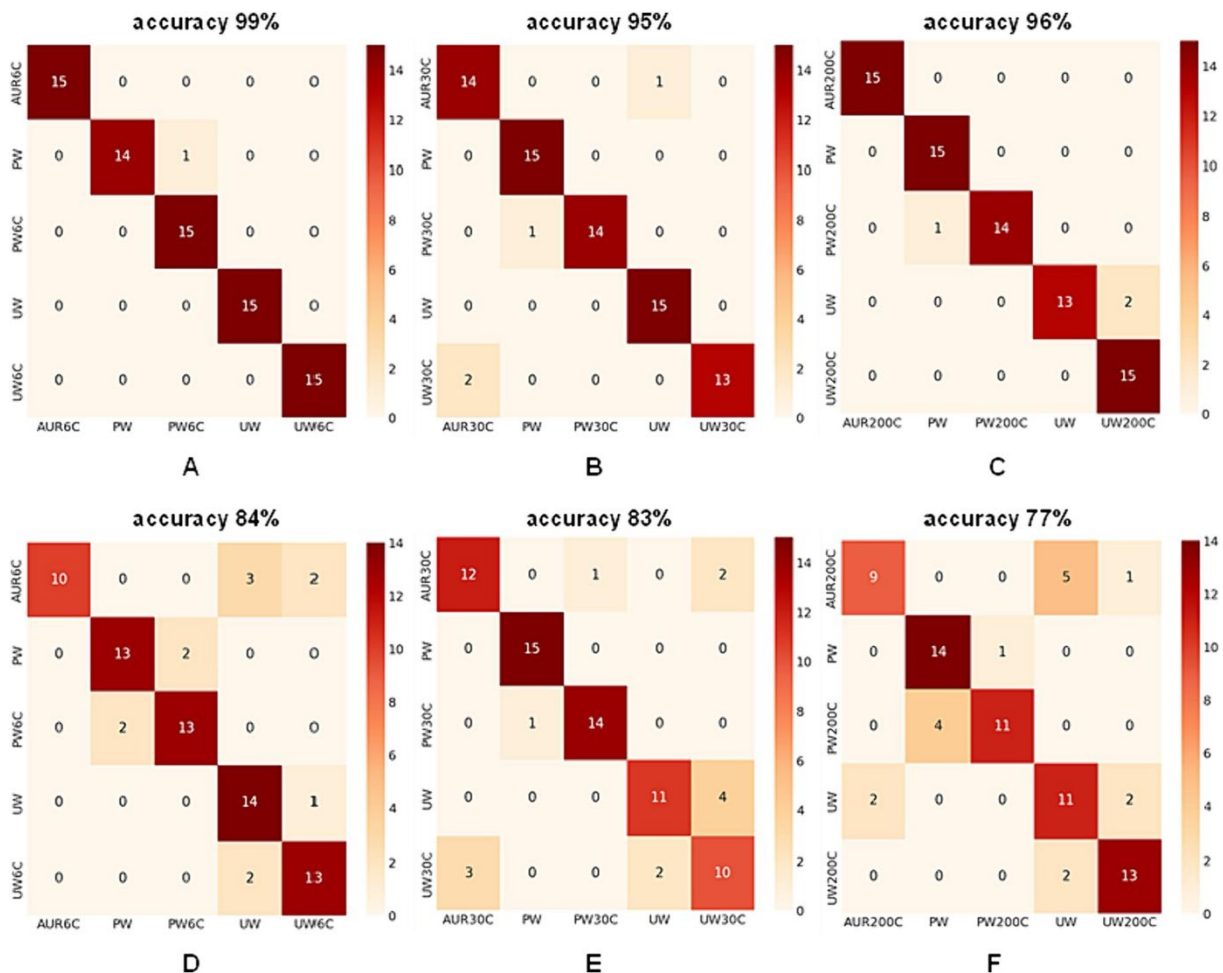 accuracy 99%
AUR6C 15 0 0 0 0
PW 0 14 1 0 0
PW6C 0 0 15 0 0
UW 0 0 0 15 0
UW6C 0 0 0 0 15
AUR6C PW PW6C UW UW6C
14
12
10
8
6
4
2
0
A
accuracy 95%
AUR30C 14 0 0 1 0
PW 0 15 0 0 0
PW30C 0 1 14 0 0
UW 0 0 0 15 0
UW30C 2 0 0 0 13
AUR30C PW PW30C UW UW30C
14
12
10
8
6
4
2
0
B
accuracy 96%
AUR200C 15 0 0 0 0
PW 0 15 0 0 0
PW200C 0 1 14 0 0
UW 0 0 0 13 2
UW200C 0 0 0 0 15
AUR200C PW PW200C UW UW200C
14
12
10
8
6
4
2
0
C
accuracy 84%
AUR6C 10 0 0 3 2
PW 0 13 2 0 0
PW6C 0 2 13 0 0
UW 0 0 0 14 1
UW6C 0 0 0 2 13
AUR6C PW PW6C UW UW6C
14
12
10
8
6
4
2
0
D
accuracy 83%
AUR30C 12 0 1 0 2
PW 0 15 0 0 0
PW30C 0 1 14 0 0
UW 0 0 0 11 4
UW30C 3 0 0 2 10
AUR30C PW PW30C UW UW30C
14
12
10
8
6
4
2
0
E
accuracy 77%
AUR200C 9 0 0 5 1
PW 0 14 1 0 0
PW200C 0 4 11 0 0
UW 2 0 0 11 2
UW200C 0 0 0 2 13
AUR200C PW PW200C UW UW200C
14
12
10
8
6
4
2
0
F